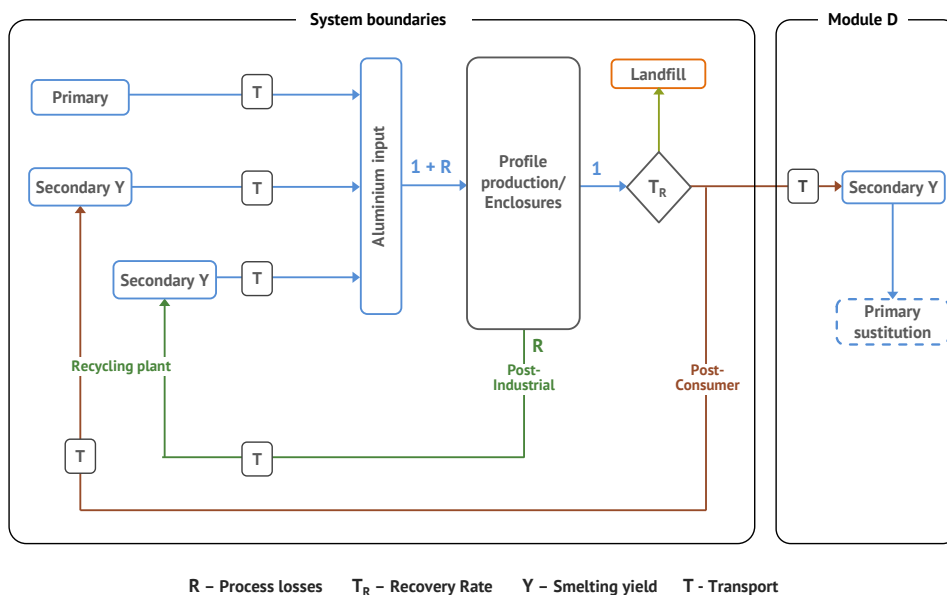 System boundaries
Module D
Landfill
Primary
T
Aluminium input
1 + R
Profile
production/
Enclosures
1
T_R
T
Secondary Y
Secondary Y
T
Secondary Y
T
Primary
sustitution
R
Recycling plant
Post-
Industrial
Post-
Consumer
T
T
R – Process losses T_R – Recovery Rate Y – Smelting yield T - Transport